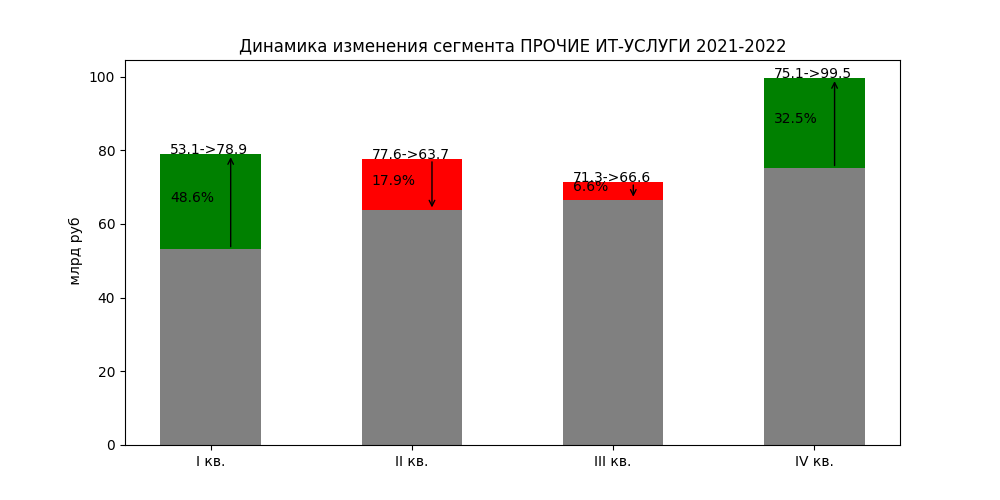 Динамика изменения сегмента ПРОЧИЕ ИТ-УСЛУГИ 2021-2022
млрд руб
100
80
60
40
20
0
53.1->78.9
48.6%
77.6->63.7
17.9%
71.3->66.6
6.6%
75.1->99.5
32.5%
I кв.
II кв.
III кв.
IV кв.